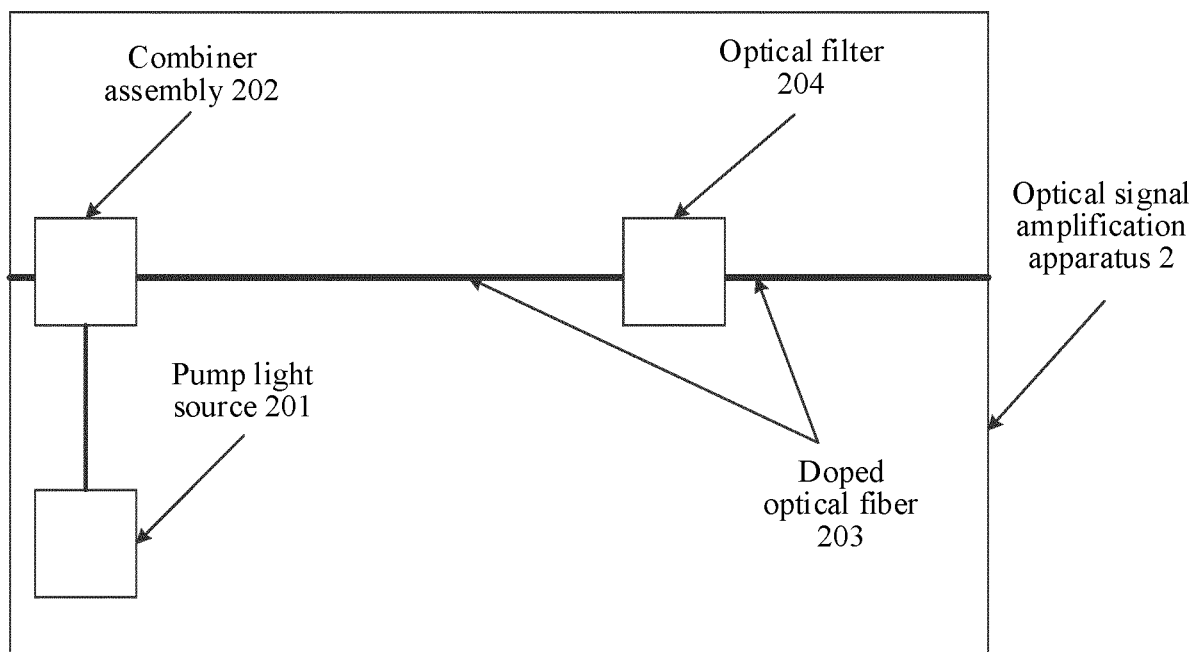 Combiner
assembly 202
Optical filter
204
Optical signal
amplification
apparatus 2
Pump light
source 201
Doped
optical fiber
203